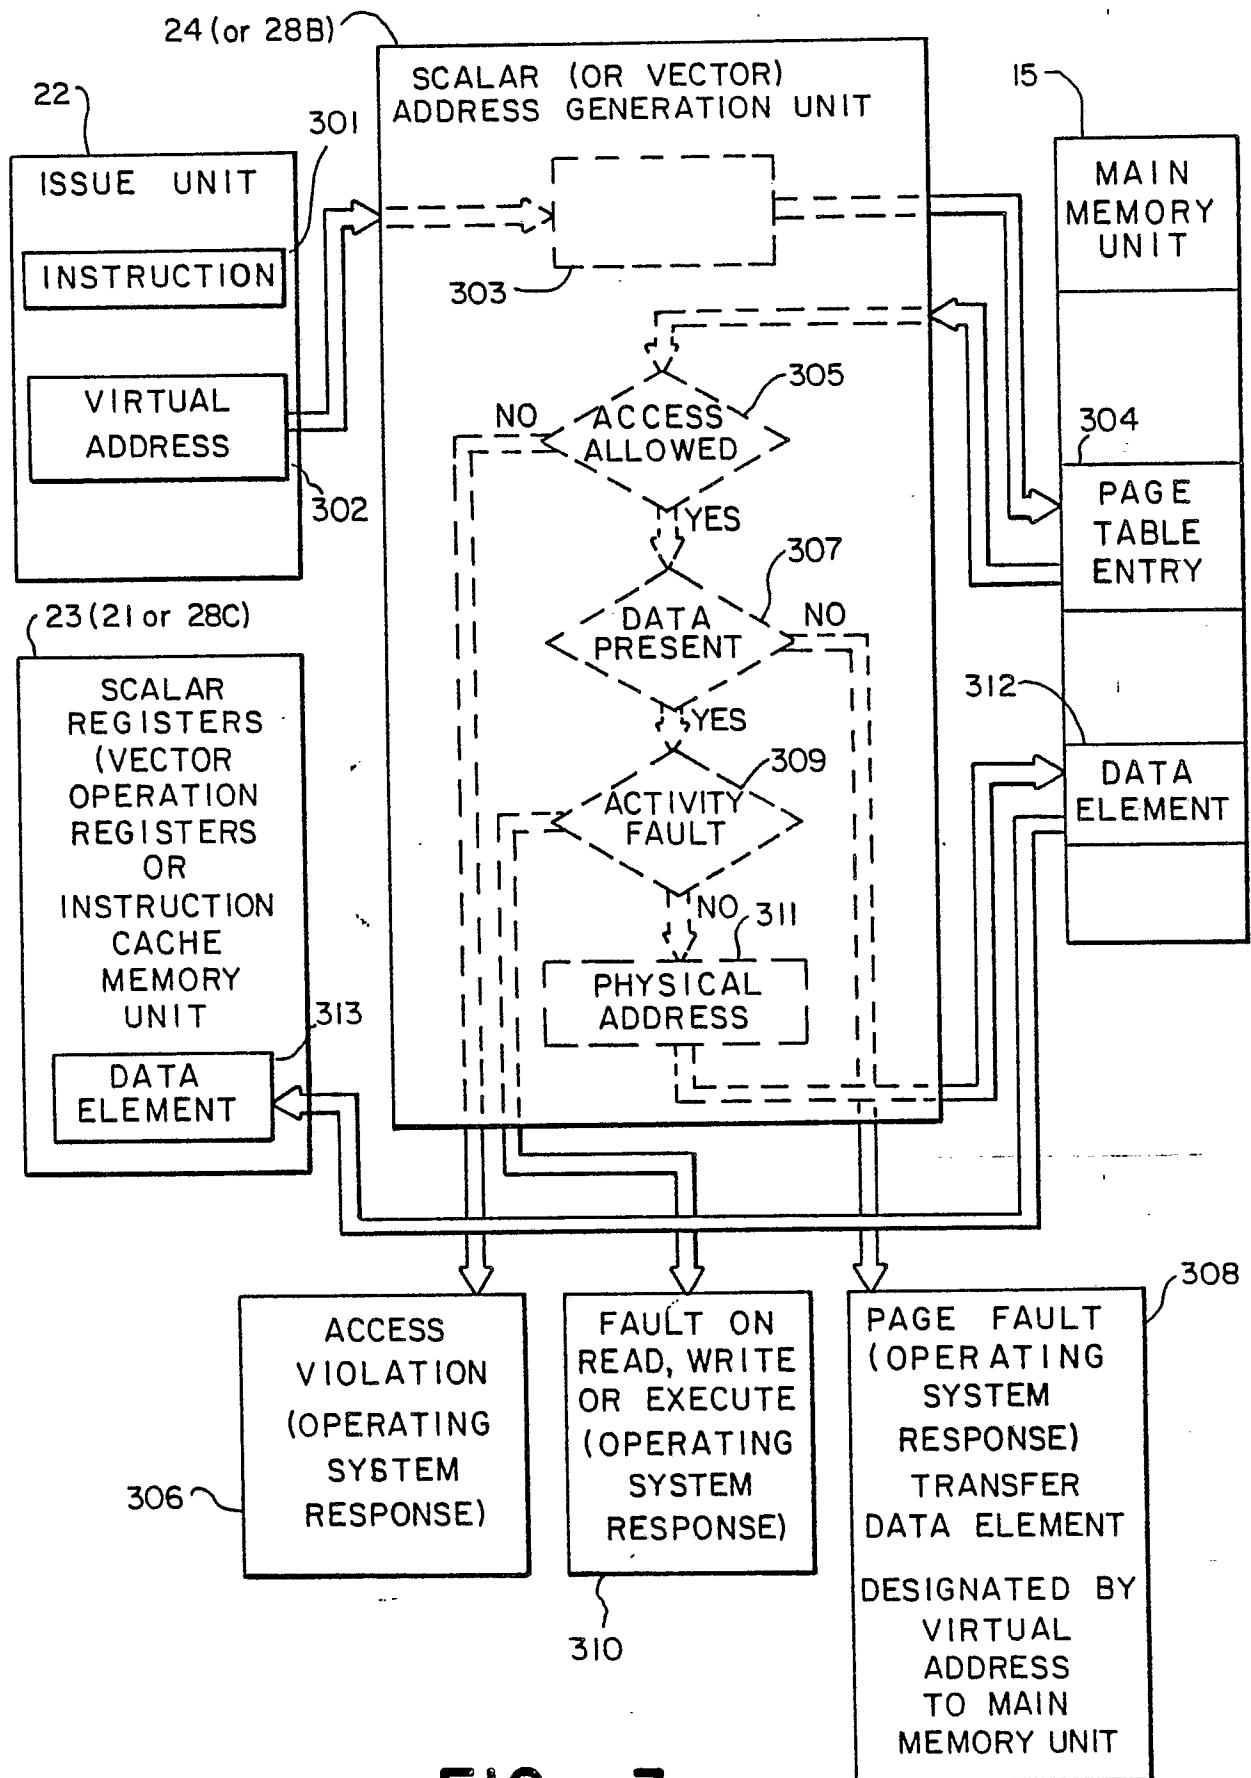 24 (or 28B)
SCALAR (OR VECTOR)
ADDRESS GENERATION UNIT
22
301
ISSUE UNIT
INSTRUCTION
VIRTUAL
ADDRESS
302
303
15
MAIN
MEMORY
UNIT
304
PAGE
TABLE
ENTRY
312
DATA
ELEMENT
305
NO
ACCESS
ALLOWED
YES
307
DATA
PRESENT
NO
YES
309
ACTIVITY
FAULT
NO
311
PHYSICAL
ADDRESS
23 (21 or 28C)
SCALAR
REGISTERS
(VECTOR
OPERATION
REGISTERS
OR
INSTRUCTION
CACHE
MEMORY
UNIT
313
DATA
ELEMENT
ACCESS
VIOLATION
(OPERATING
SYSTEM
RESPONSE)
306
FAULT ON
READ, WRITE
OR EXECUTE
(OPERATING
SYSTEM
RESPONSE)
310
308
PAGE FAULT
(OPERATING
SYSTEM
RESPONSE)
TRANSFER
DATA ELEMENT
DESIGNATED BY
VIRTUAL
ADDRESS
TO MAIN
MEMORY UNIT